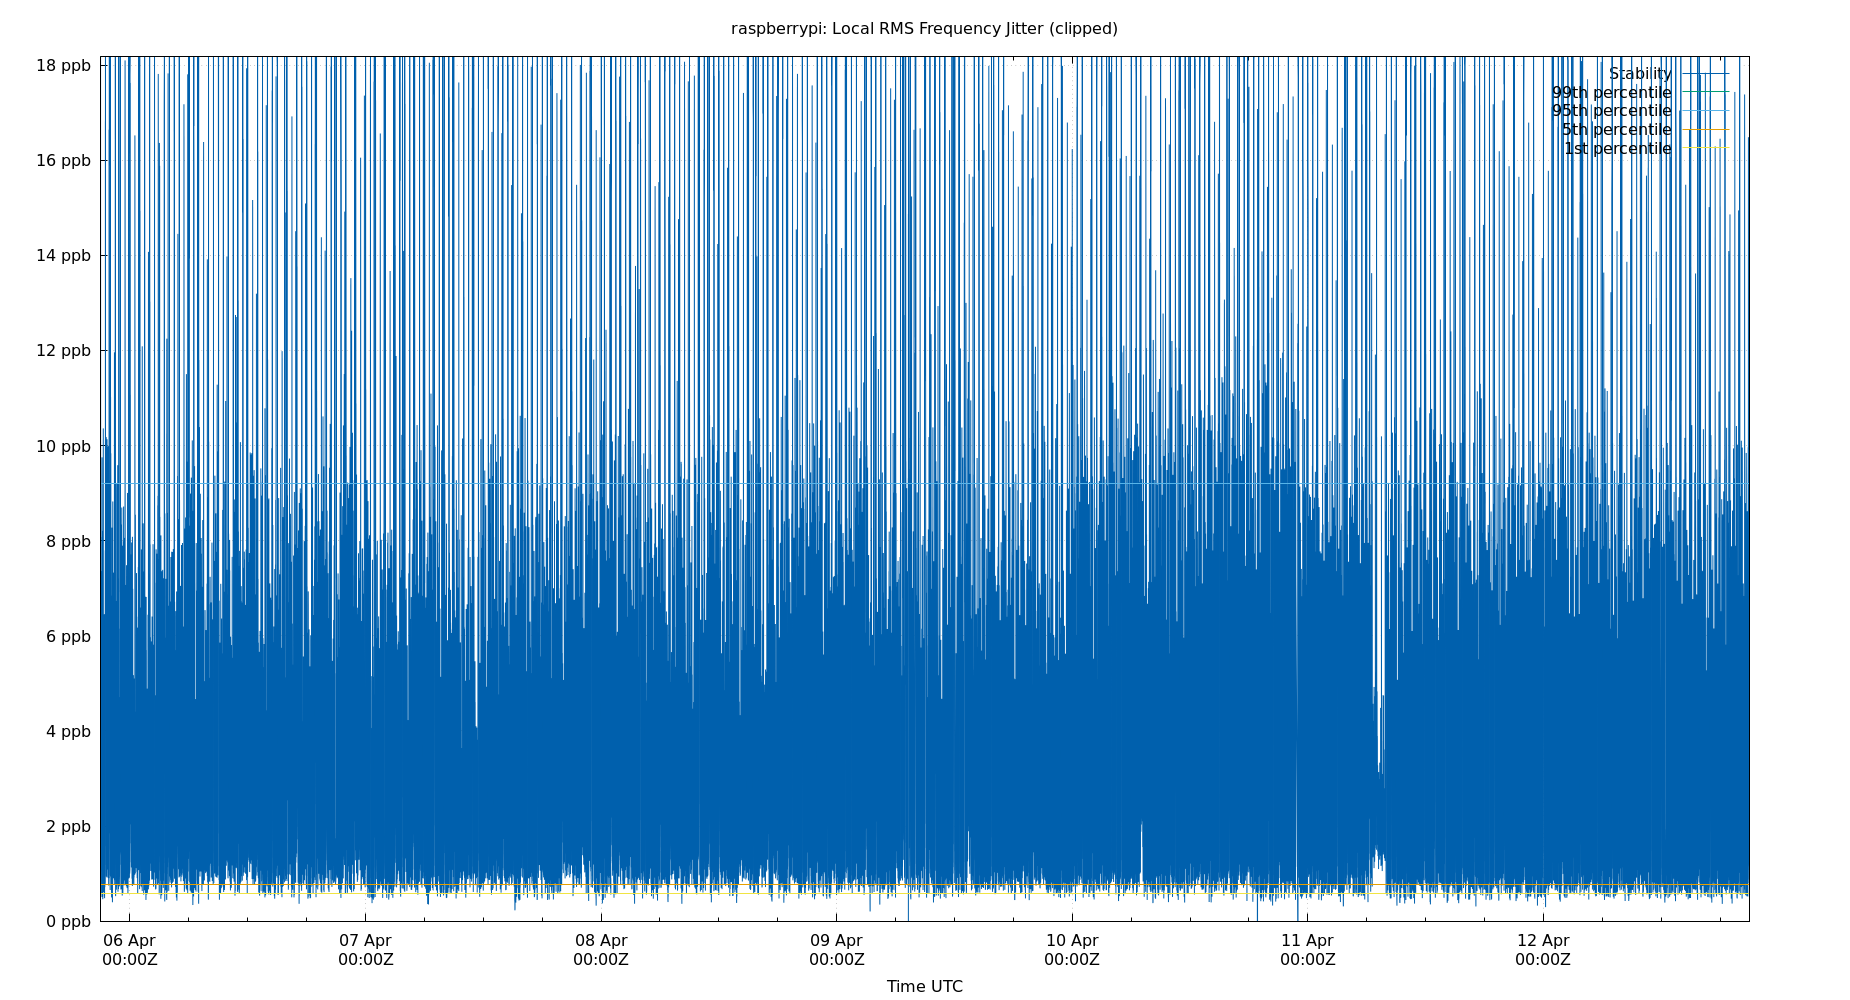 raspberrypi: Local RMS Frequency Jitter (clipped)
18 ppb
16 ppb
14 ppb
12 ppb
10 ppb
8 ppb
6 ppb
4 ppb
2 ppb
0 ppb
Stability
99th percentile
95th percentile
5th percentile
1st percentile
06 Apr 07 Apr 08 Apr 09 Apr 10 Apr 11 Apr 12 Apr
00:00Z 00:00Z 00:00Z 00:00Z 00:00Z 00:00Z 00:00Z
Time UTC